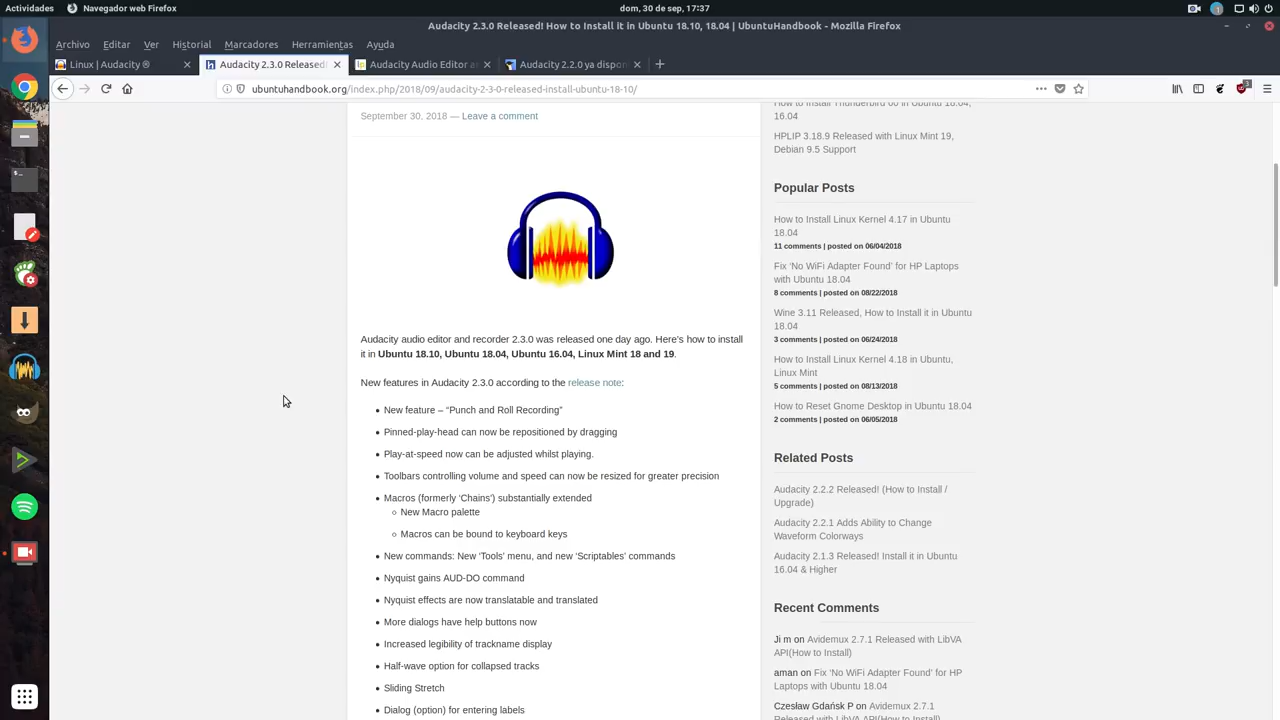 Actividades
Navegador web Firefox
dom, 30 de sep, 17:37
Audacity 2.3.0 Released! How to Install it in Ubuntu 18.10, 18.04 | UbuntuHandbook - Mozilla Firefox
Archivo Editar Ver Historial Marcadores Herramientas Ayuda
Linux | Audacity ®
Audacity 2.3.0 Released!
Audacity Audio Editor a
Audacity 2.2.0 ya dispon
ubuntuhandbook.org/index.php/2018/09/audacity-2-3-0-released-install-ubuntu-18-10/
September 30, 2018 — Leave a comment
Audacity audio editor and recorder 2.3.0 was released one day ago. Here's how to install
it in Ubuntu 18.10, Ubuntu 18.04, Ubuntu 16.04, Linux Mint 18 and 19.
New features in Audacity 2.3.0 according to the release note:
New feature – “Punch and Roll Recording”
Pinned-play-head can now be repositioned by dragging
Play-at-speed now can be adjusted whilst playing.
Toolbars controlling volume and speed can now be resized for greater precision
Macros (formerly ‘Chains’) substantially extended
New Macro palette
Macros can be bound to keyboard keys
New commands: New ‘Tools’ menu, and new ‘Scriptables’ commands
Nyquist gains AUD-DO command
Nyquist effects are now translatable and translated
More dialogs have help buttons now
Increased legibility of trackname display
Half-wave option for collapsed tracks
Sliding Stretch
Dialog (option) for entering labels
How to Install Thunderbird 60 in Ubuntu 18.04,
16.04
HPLIP 3.18.9 Released with Linux Mint 19,
Debian 9.5 Support
Popular Posts
How to Install Linux Kernel 4.17 in Ubuntu
18.04
11 comments | posted on 06/04/2018
Fix ‘No WiFi Adapter Found’ for HP Laptops
with Ubuntu 18.04
8 comments | posted on 08/22/2018
Wine 3.11 Released, How to Install it in Ubuntu
18.04
3 comments | posted on 06/24/2018
How to Install Linux Kernel 4.18 in Ubuntu,
Linux Mint
5 comments | posted on 08/13/2018
How to Reset Gnome Desktop in Ubuntu 18.04
2 comments | posted on 06/05/2018
Related Posts
Audacity 2.2.2 Released! (How to Install /
Upgrade)
Audacity 2.2.1 Adds Ability to Change
Waveform Colorways
Audacity 2.1.3 Released! Install it in Ubuntu
16.04 & Higher
Recent Comments
Ji m on Avidemux 2.7.1 Released with LibVA
API(How to Install)
aman on Fix ‘No WiFi Adapter Found’ for HP
Laptops with Ubuntu 18.04
Czesław Gdańsk P on Avidemux 2.7.1
Released with LibVA API(How to Install)